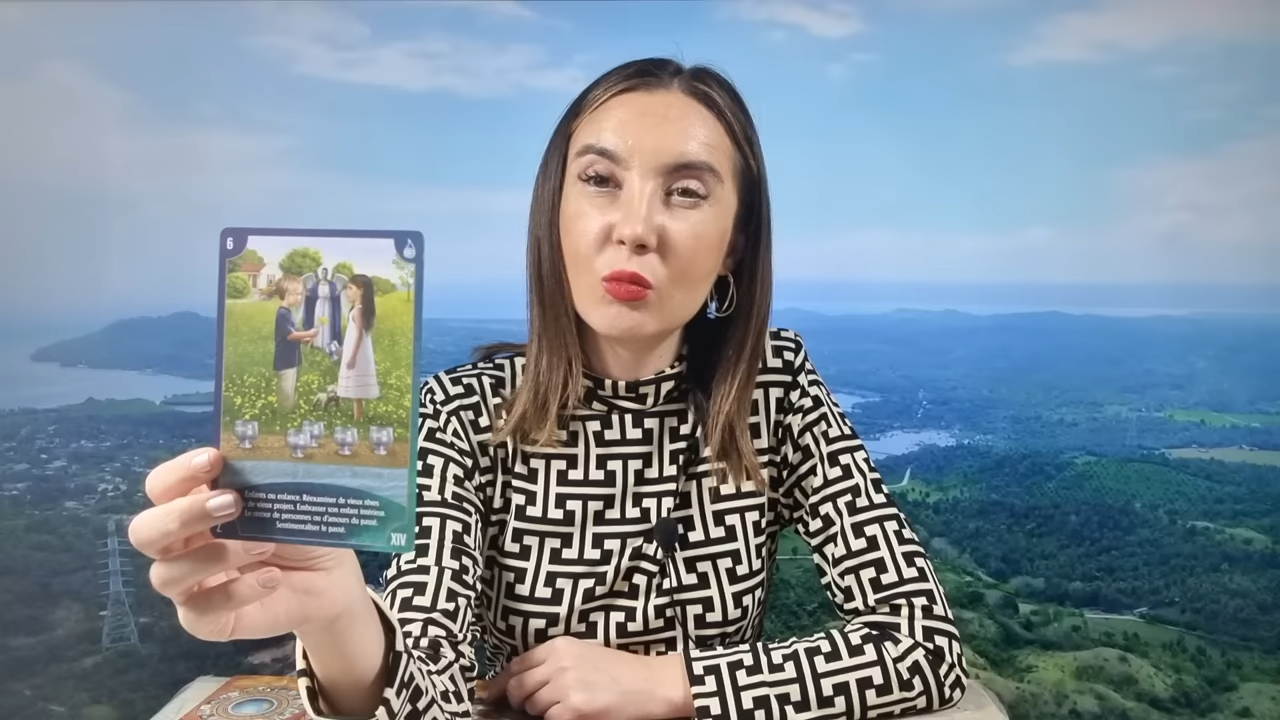 6
Enfants ou enfance. Réexaminer de vieux rêves
de vieux projets. Embrasser son enfant intérieur.
Le retour de personnes ou d'amours du passé.
Sentimentaliser le passé.
XIV